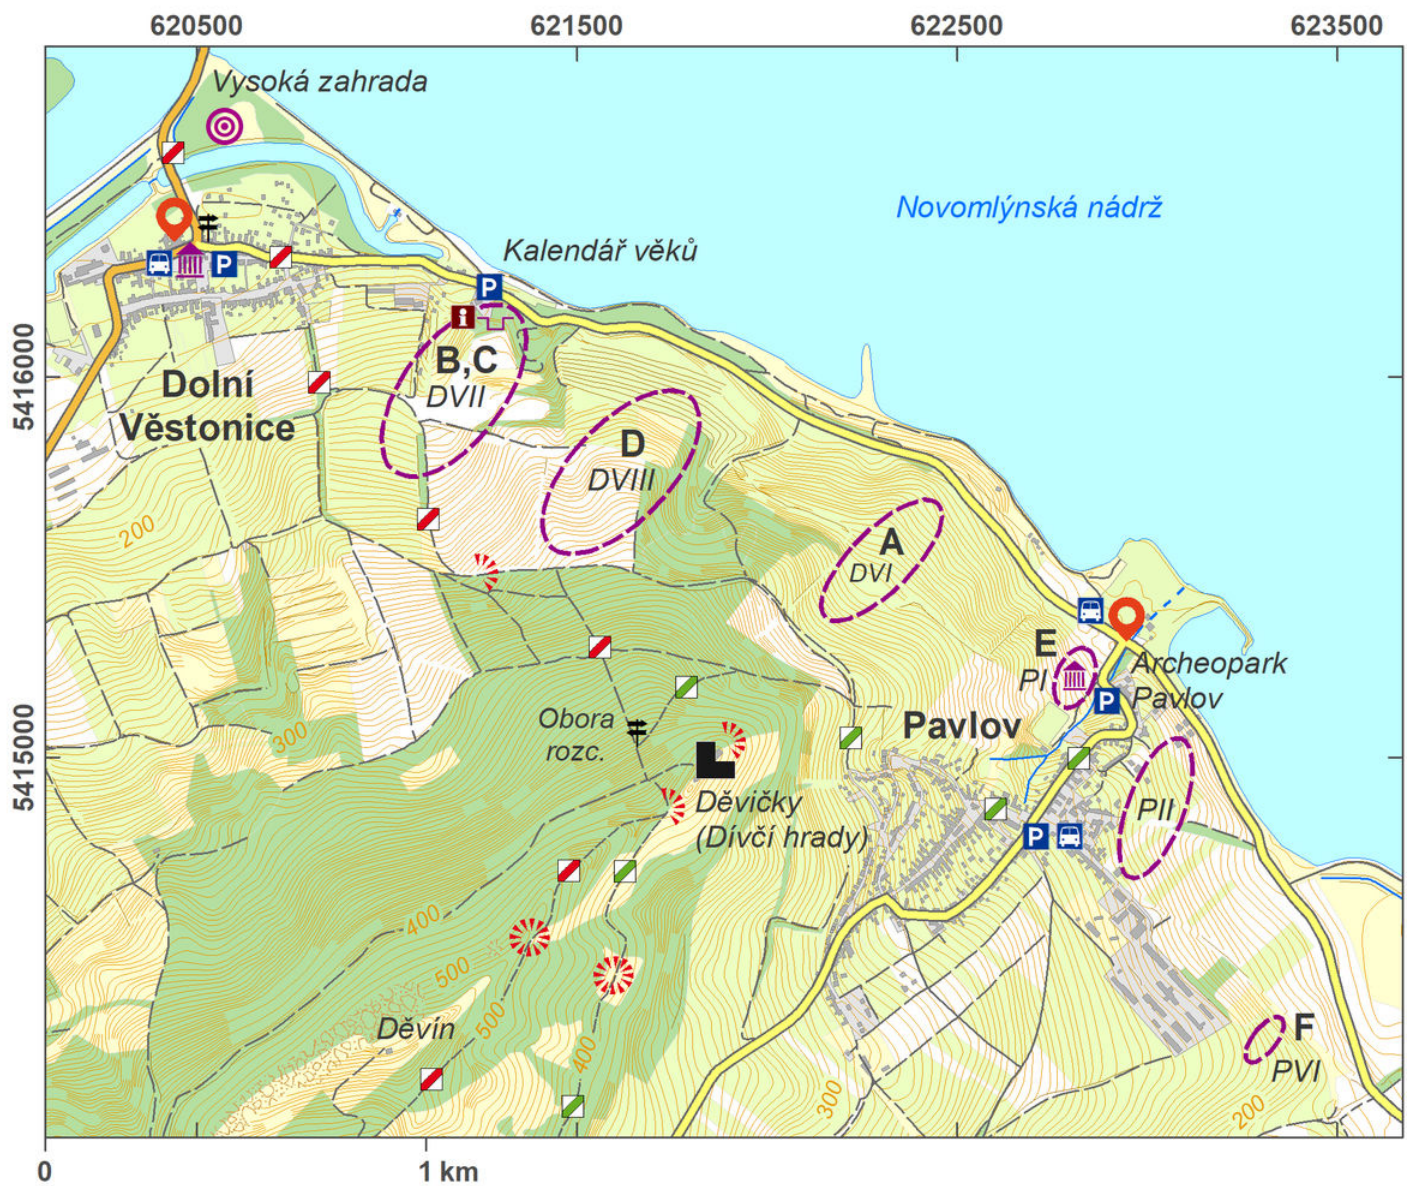 620500 621500 622500 623500
Vysoká zahrada
Novomlýnská nádrž
Kalendář věků
P
P
i
5416000
B,C
DVII
Dolní
Věstonice
D
DVIII
A
DVI
200
E
PI
Archeopark
Pavlov
P
Pavlov
Obora
rozc.
300
5415000
Děvičky
(Dívčí hrady)
PII
P
400
500
500
Děvín
400
F
PVI
300
200
0 1 km